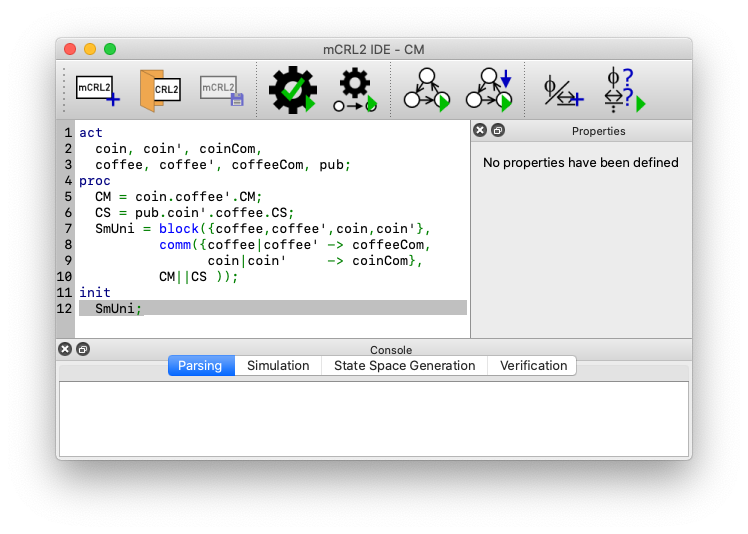 mCRL2 IDE - CM
mCRL2
CRL2
mCRL2
ϕ
ϕ?
?
1 act
2   coin, coin', coinCom,
3   coffee, coffee', coffeeCom, pub;
4 proc
5   CM = coin.coffee'.CM;
6   CS = pub.coin'.coffee.CS;
7   SmUni = block({coffee,coffee',coin,coin'},
8           comm({coffee|coffee' -> coffeeCom,
9                 coin|coin'     -> coinCom},
10           CM||CS ));
11 init
12   SmUni;
Properties
No properties have been defined
Console
Parsing Simulation State Space Generation Verification